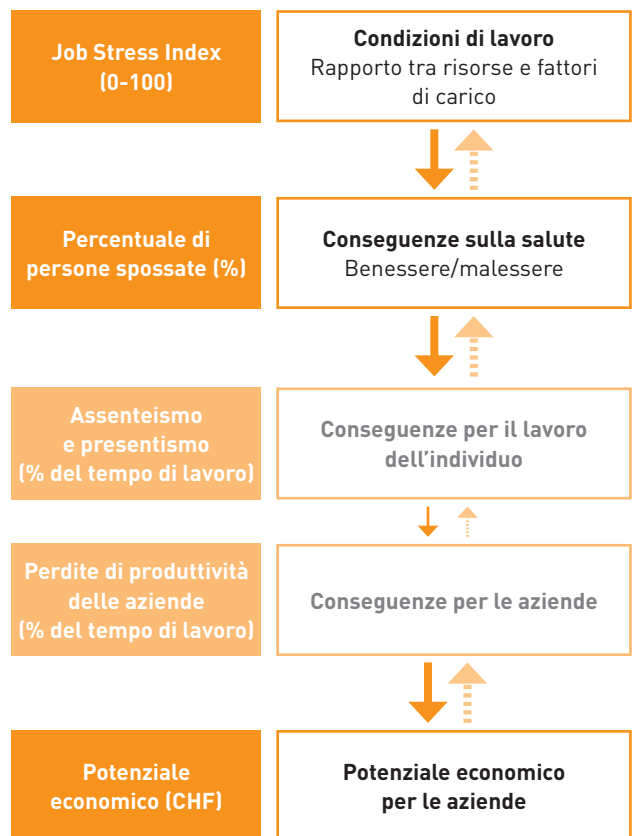 Job Stress Index
(0-100)
Condizioni di lavoro
Rapporto tra risorse e fattori
di carico
Percentuale di
persone spossate (%)
Conseguenze sulla salute
Benessere/malessere
Assenteismo
e presentismo
(% del tempo di lavoro)
Conseguenze per il lavoro
dell’individuo
Perdite di produttività
delle aziende
(% del tempo di lavoro)
Conseguenze per le aziende
Potenziale
economico (CHF)
Potenziale economico
per le aziende